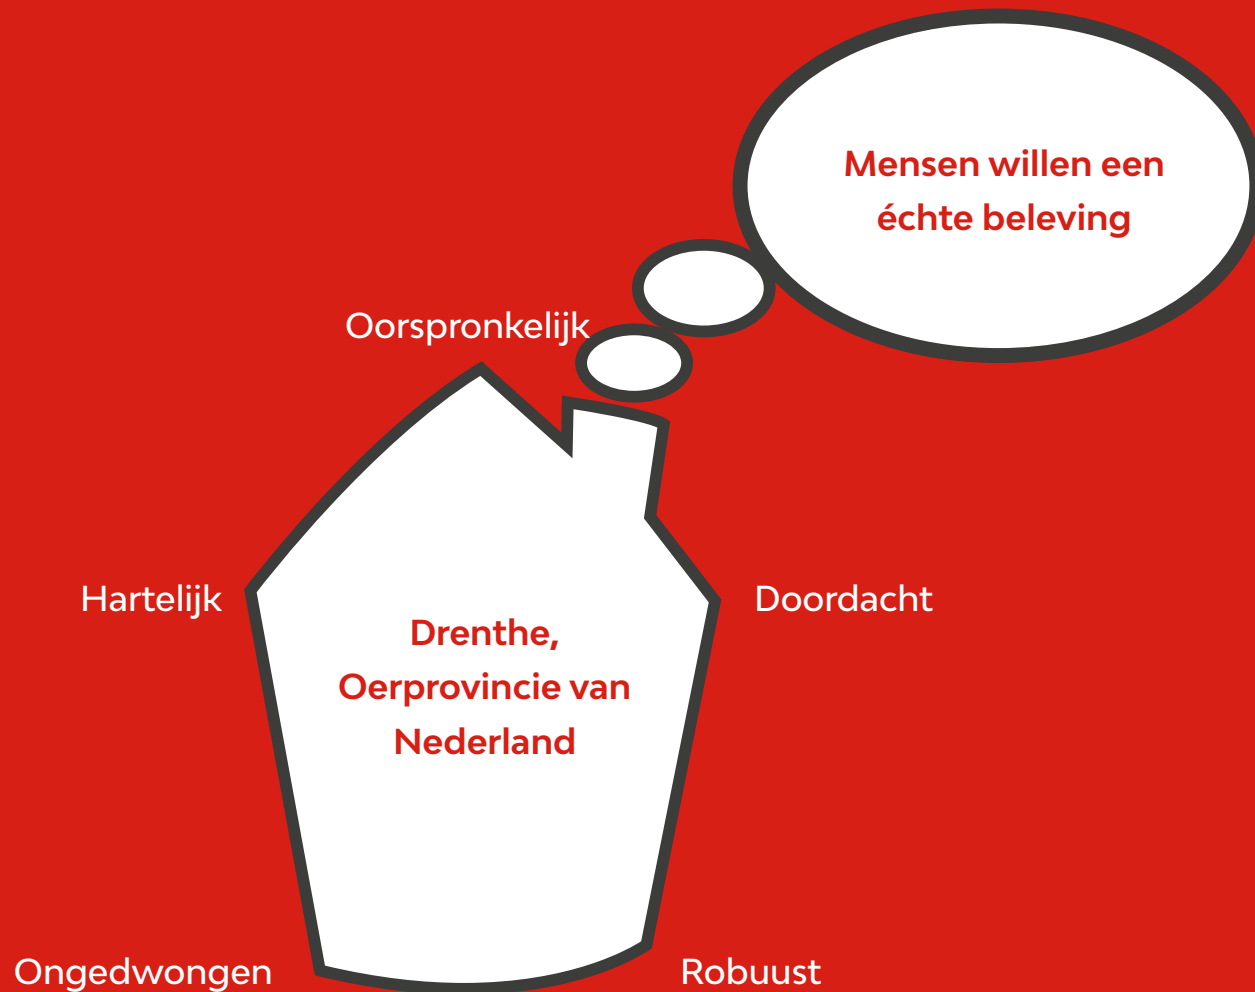 Mensen willen een
échte beleving
Oorspronkelijk
Hartelijk
Doordacht
Drenthe,
Oerprovincie van
Nederland
Ongedwongen
Robuust